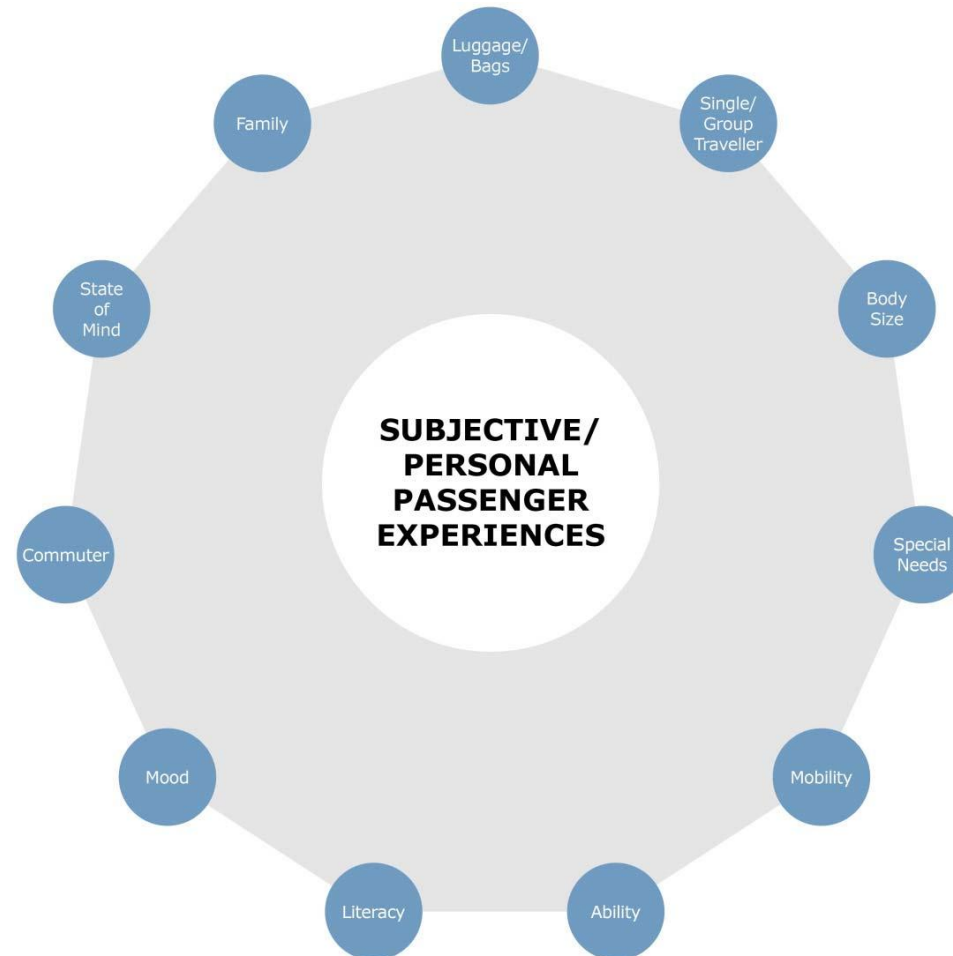 Luggage/
Bags
Single/
Group
Traveller
Body
Size
Special
Needs
Mobility
Ability
Literacy
Mood
Commuter
State
of
Mind
Family
SUBJECTIVE/
PERSONAL
PASSENGER
EXPERIENCES